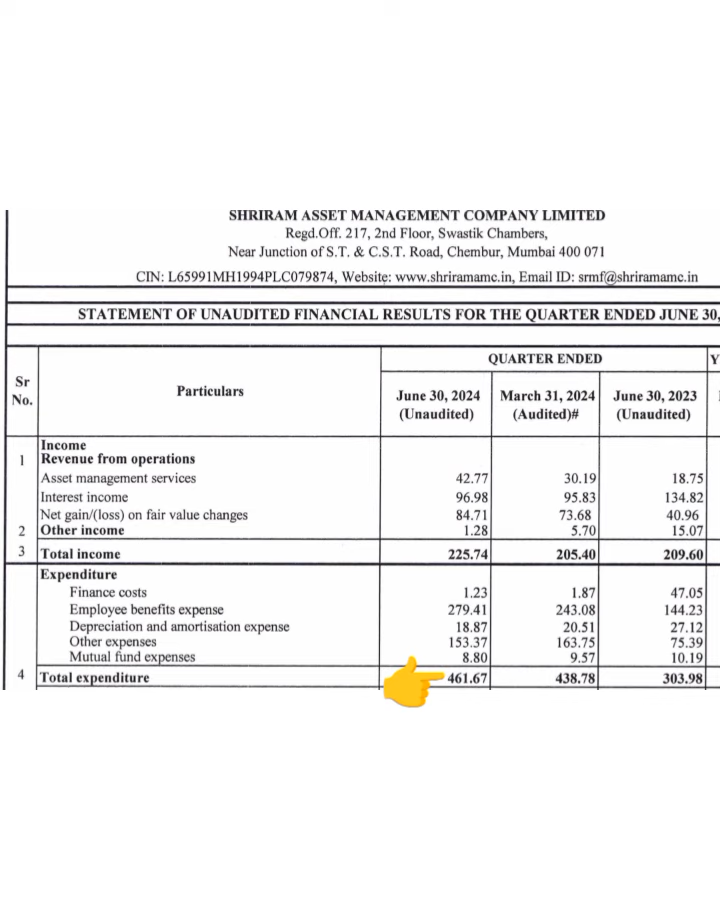 SHRIRAM ASSET MANAGEMENT COMPANY LIMITED
Regd.Off. 217, 2nd Floor, Swastik Chambers,
Near Junction of S.T. & C.S.T. Road, Chembur, Mumbai 400 071
CIN: L65991MH1994PLC079874, Website: www.shriramamc.in, Email ID: srmf@shriramamc.in
STATEMENT OF UNAUDITED FINANCIAL RESULTS FOR THE QUARTER ENDED JUNE 30,
QUARTER ENDED Y
Sr No. Particulars June 30, 2024 (Unaudited) March 31, 2024 (Audited)# June 30, 2023 (Unaudited)
Income
1 Revenue from operations
Asset management services 42.77 30.19 18.75
Interest income 96.98 95.83 134.82
Net gain/(loss) on fair value changes 84.71 73.68 40.96
2 Other income 1.28 5.70 15.07
3 Total income 225.74 205.40 209.60
Expenditure
Finance costs 1.23 1.87 47.05
Employee benefits expense 279.41 243.08 144.23
Depreciation and amortisation expense 18.87 20.51 27.12
Other expenses 153.37 163.75 75.39
Mutual fund expenses 8.80 9.57 10.19
4 Total expenditure 461.67 438.78 303.98